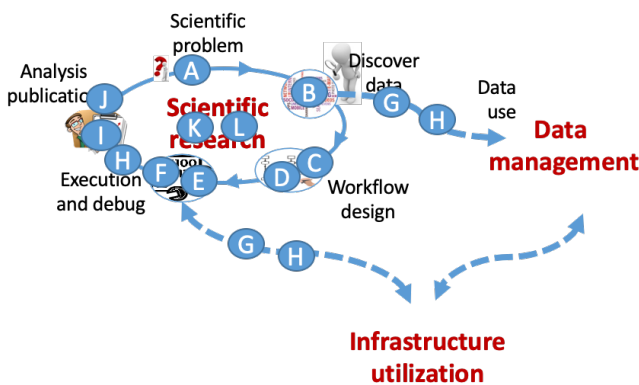 Scientific
problem
A
Discover
data
Analysis
publicatio
J
B
G
H
Data
use
Scientific
research
K L
I
H
Data
management
F E
D C
Execution
and debug
Workflow
design
G
H
Infrastructure
utilization